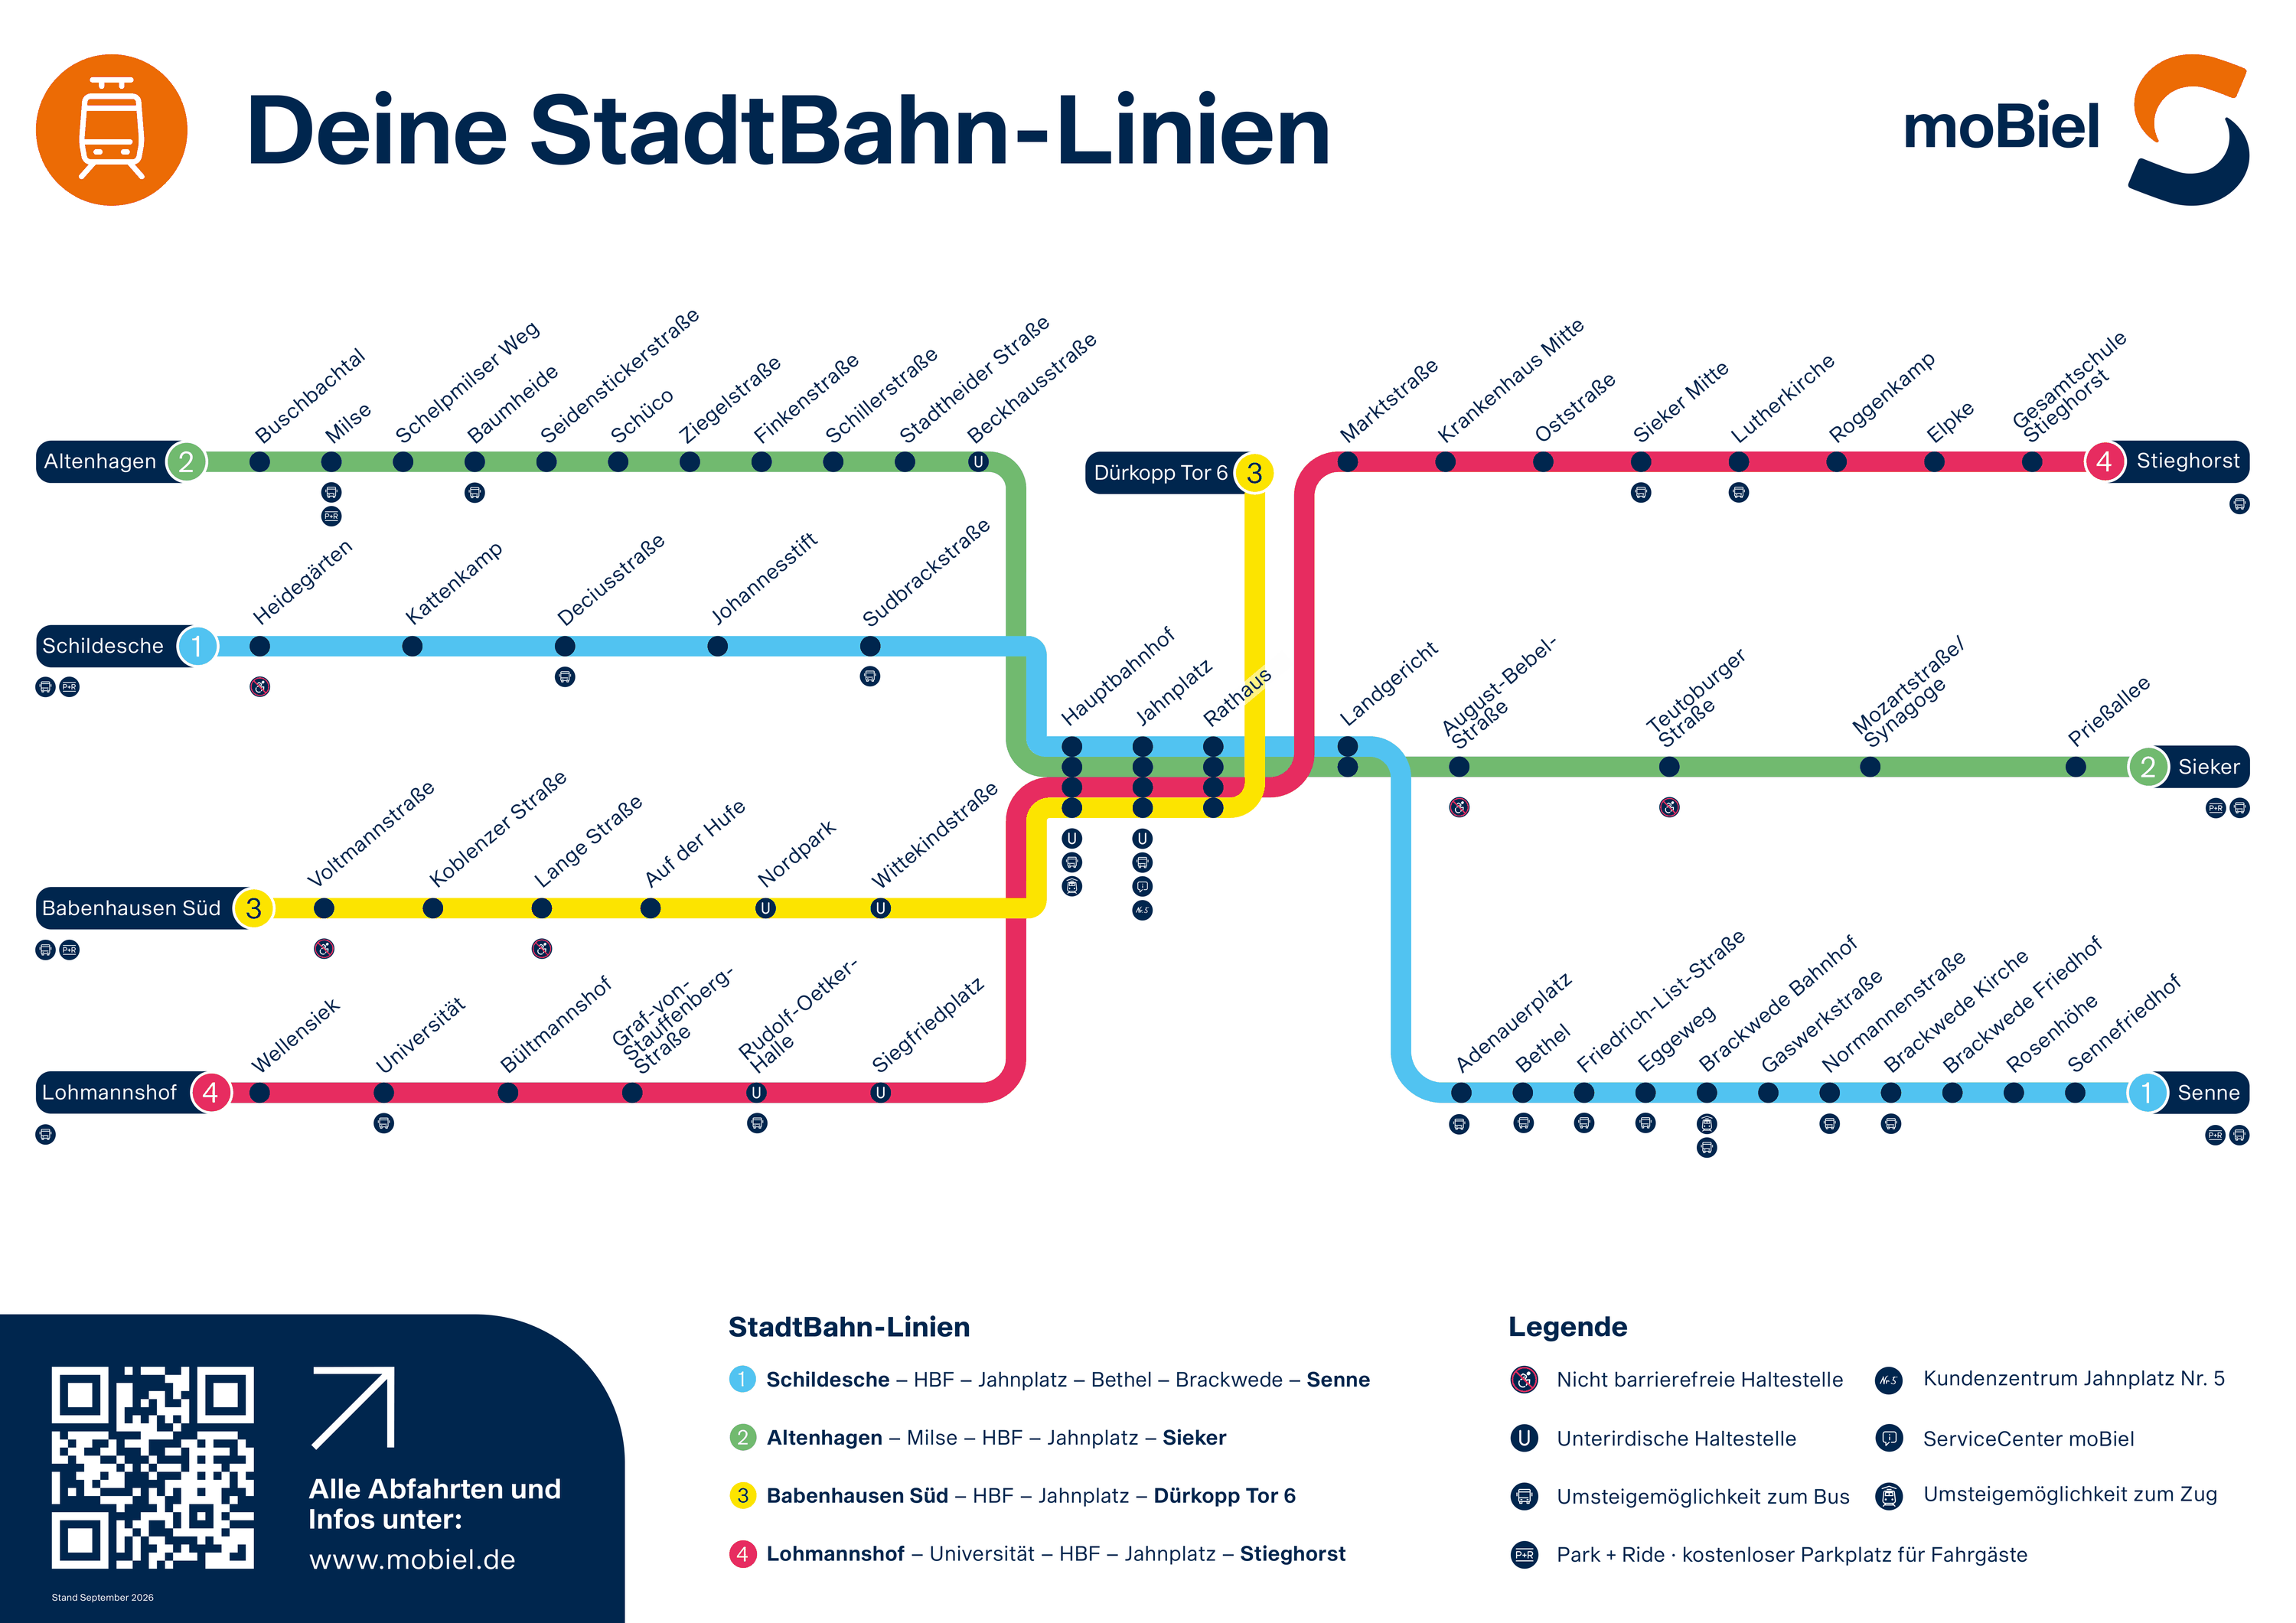 Deine StadtBahn-Linien
moBiel
Altenhagen 2
Buschbachtal
Milse
Schelpmilser Weg
Baumheide
Seidenstickerstraße
Schüco
Ziegelstraße
Finkenstraße
Schillerstraße
Stadtheider Straße
Beckhausstraße
U
P+R
Dürkopp Tor 6 3
Marktstraße
Krankenhaus Mitte
Oststraße
Sieker Mitte
Lutherkirche
Roggenkamp
Elpke
Gesamtschule
Stieghorst
4 Stieghorst
Schildesche 1
P+R
Heidegärten
Kattenkamp
Deciusstraße
Johannesstift
Sudbrackstraße
Hauptbahnhof
Jahnplatz
Rathaus
U
U
Nr.5
Landgericht
August-Bebel-
Straße
Teutoburger
Straße
Mozartstraße/
Synagoge
Prießallee
2 Sieker
P+R
Babenhausen Süd 3
P+R
Voltmannstraße
Koblenzer Straße
Lange Straße
Auf der Hufe
Nordpark
Wittekindstraße
U
U
Lohmannshof 4
Wellensiek
Universität
Bültmannshof
Graf-von-
Stauffenberg-
Straße
Rudolf-Oetker-
Halle
Siegfriedplatz
U
U
Adenauerplatz
Bethel
Friedrich-List-Straße
Eggeweg
Brackwede Bahnhof
Gaswerkstraße
Normannenstraße
Brackwede Kirche
Brackwede Friedhof
Rosenhöhe
Sennefriedhof
1 Senne
P+R
Alle Abfahrten und
Infos unter:
www.mobiel.de
Stand September 2026
StadtBahn-Linien
1 Schildesche – HBF – Jahnplatz – Bethel – Brackwede – Senne
2 Altenhagen – Milse – HBF – Jahnplatz – Sieker
3 Babenhausen Süd – HBF – Jahnplatz – Dürkopp Tor 6
4 Lohmannshof – Universität – HBF – Jahnplatz – Stieghorst
Legende
Nicht barrierefreie Haltestelle
U Unterirdische Haltestelle
Umsteigemöglichkeit zum Bus
P+R Park + Ride · kostenloser Parkplatz für Fahrgäste
Nr.5 Kundenzentrum Jahnplatz Nr. 5
ServiceCenter moBiel
Umsteigemöglichkeit zum Zug